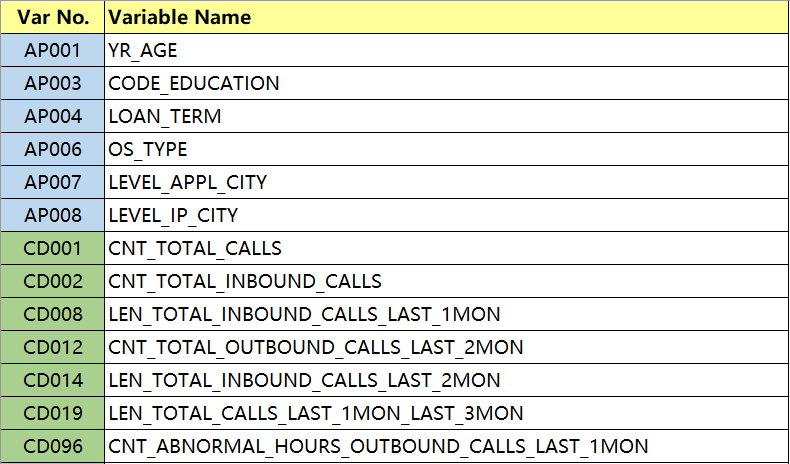 Var No. Variable Name
AP001 YR_AGE
AP003 CODE_EDUCATION
AP004 LOAN_TERM
AP006 OS_TYPE
AP007 LEVEL_APPL_CITY
AP008 LEVEL_IP_CITY
CD001 CNT_TOTAL_CALLS
CD002 CNT_TOTAL_INBOUND_CALLS
CD008 LEN_TOTAL_INBOUND_CALLS_LAST_1MON
CD012 CNT_TOTAL_OUTBOUND_CALLS_LAST_2MON
CD014 LEN_TOTAL_INBOUND_CALLS_LAST_2MON
CD019 LEN_TOTAL_CALLS_LAST_1MON_LAST_3MON
CD096 CNT_ABNORMAL_HOURS_OUTBOUND_CALLS_LAST_1MON